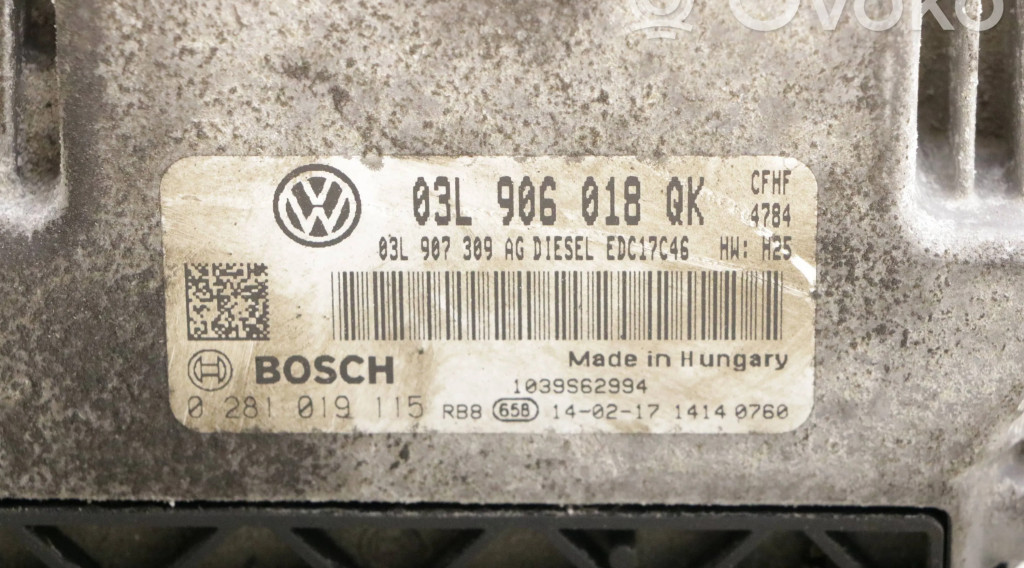 Ovoko
03L 906 018 QK
CFHF
4784
03L 907 309 AG DIESEL EDC17C46 HW: H25
BOSCH
Made in Hungary
1039S62994
0 281 019 115 RB8 658 14-02-17 1414 0760